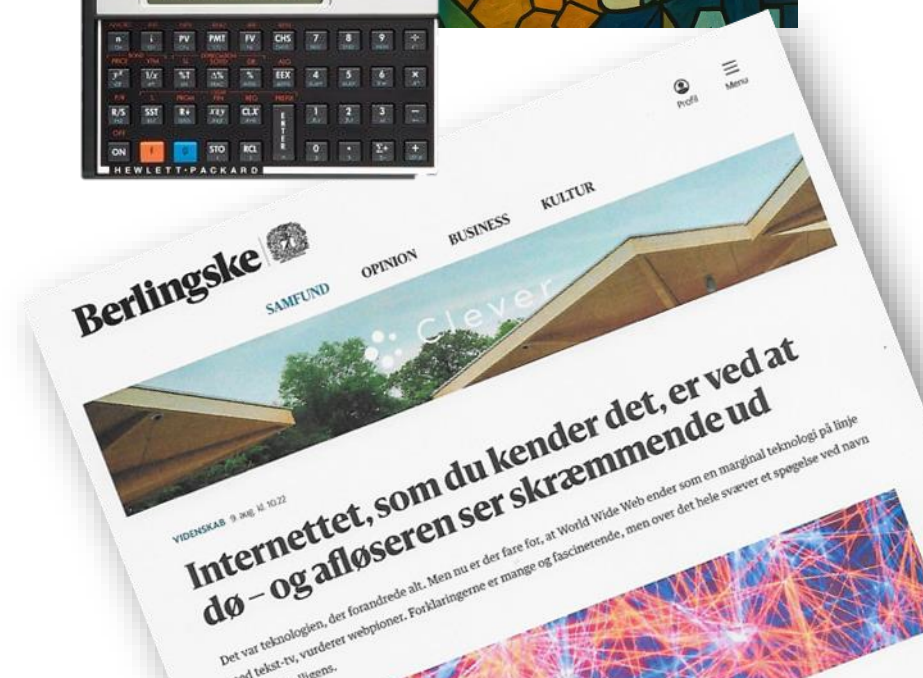 n i PV PMT FV CHS 7 8 9 ÷
yˣ 1/x %T Δ% % EEX 4 5 6 ×
R/S SST R↓ x≷y CLX ENTER 1 2 3 −
OFF
ON f g STO RCL 0 · Σ+ +
HEWLETT·PACKARD
Profil
Menu
Berlingske
SAMFUND
OPINION
BUSINESS
KULTUR
Clever
VIDENSKAB 9. aug. kl. 10.22
Internettet, som du kender det, er ved at
dø – og afløseren ser skræmmende ud
Det var teknologien, der forandrede alt. Men nu er der fare for, at World Wide Web ender som en marginal teknologi på linje
tekst-tv, vurderer webpioner. Forklaringerne er mange og fascinerende, men over det hele svæver et spøgelse ved navn